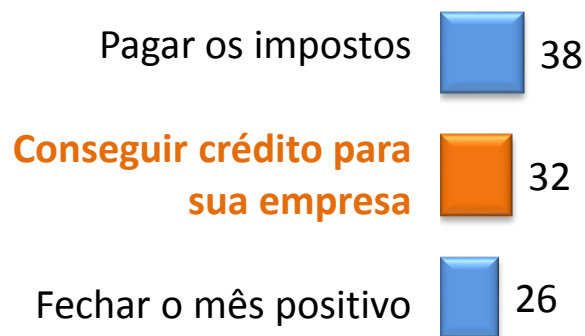 Pagar os impostos 38
Conseguir crédito para
sua empresa 32
Fechar o mês positivo 26